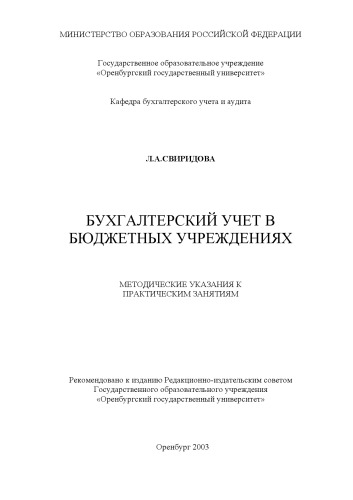 МИНИСТЕРСТВО ОБРАЗОВАНИЯ РОССИЙСКОЙ ФЕДЕРАЦИИ
Государственное образовательное учреждение
«Оренбургский государственный университет»
Кафедра бухгалтерского учета и аудита
Л.А.СВИРИДОВА
БУХГАЛТЕРСКИЙ УЧЕТ В
БЮДЖЕТНЫХ УЧРЕЖДЕНИЯХ
МЕТОДИЧЕСКИЕ УКАЗАНИЯ К
ПРАКТИЧЕСКИМ ЗАНЯТИЯМ
Рекомендовано к изданию Редакционно-издательским советом
Государственного образовательного учреждения
«Оренбургский государственный университет»
Оренбург 2003